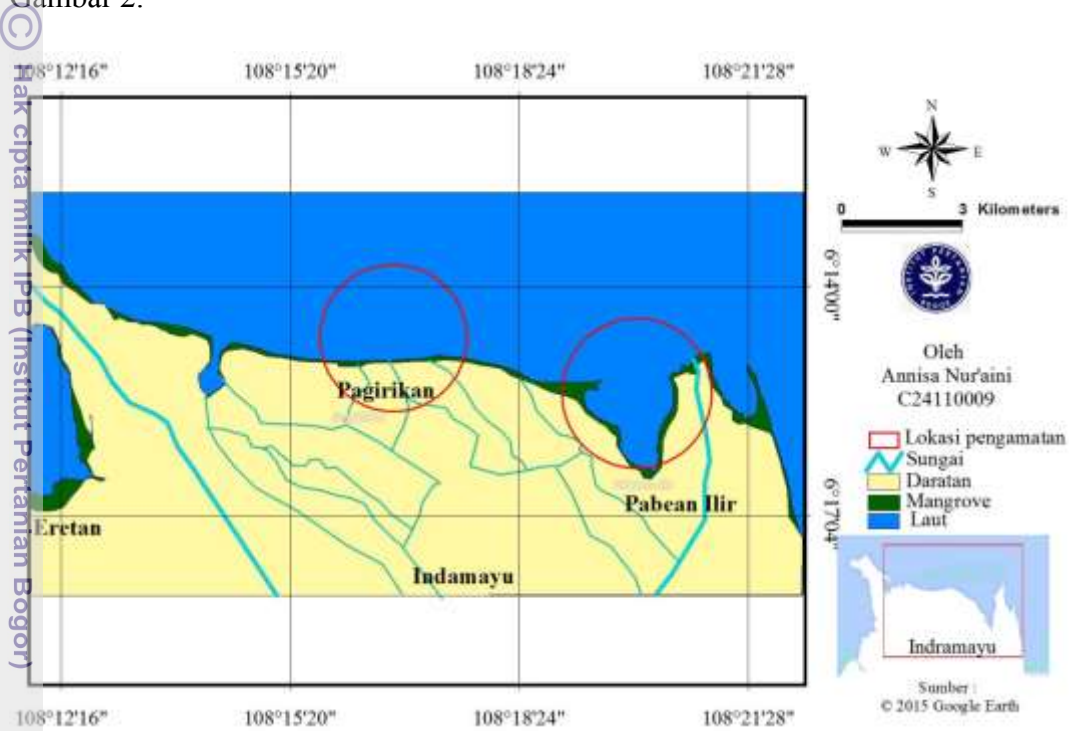 Gambar 2.
© Hak cipta milik IPB (Institut Pertanian Bogor)
108°12'16" 108°15'20" 108°18'24" 108°21'28"
N
W E
S
0 3 Kilometers
6°14'00"
INSTITUT PERTANIAN
BOGOR
Oleh
Annisa Nur'aini
C24110009
Lokasi pengamatan
Sungai
Daratan
Mangrove
Laut
6°17'04"
Pagirikan
Pabean Ilir
Eretan
Indamayu
Indramayu
Sumber :
© 2015 Google Earth
108°12'16" 108°15'20" 108°18'24" 108°21'28"